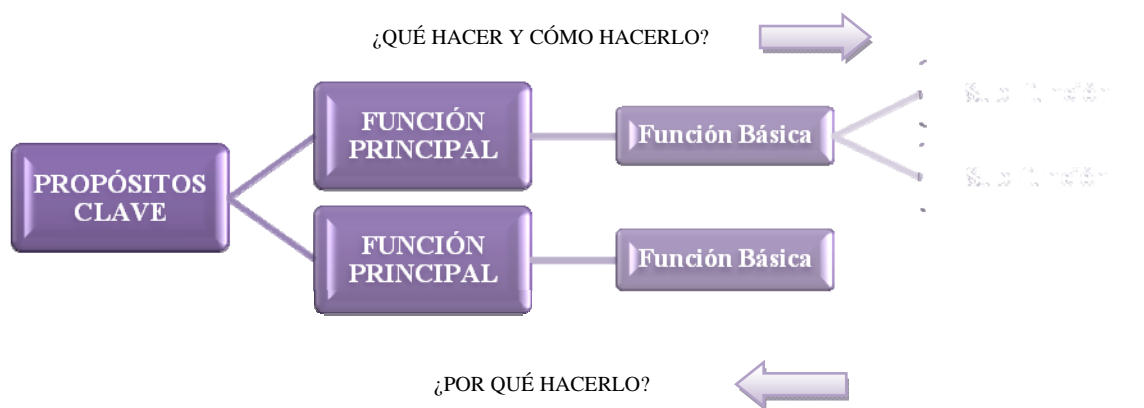 ¿QUÉ HACER Y CÓMO HACERLO?
FUNCIÓN
PRINCIPAL
Función Básica
PROPÓSITOS
CLAVE
FUNCIÓN
PRINCIPAL
Función Básica
¿POR QUÉ HACERLO?